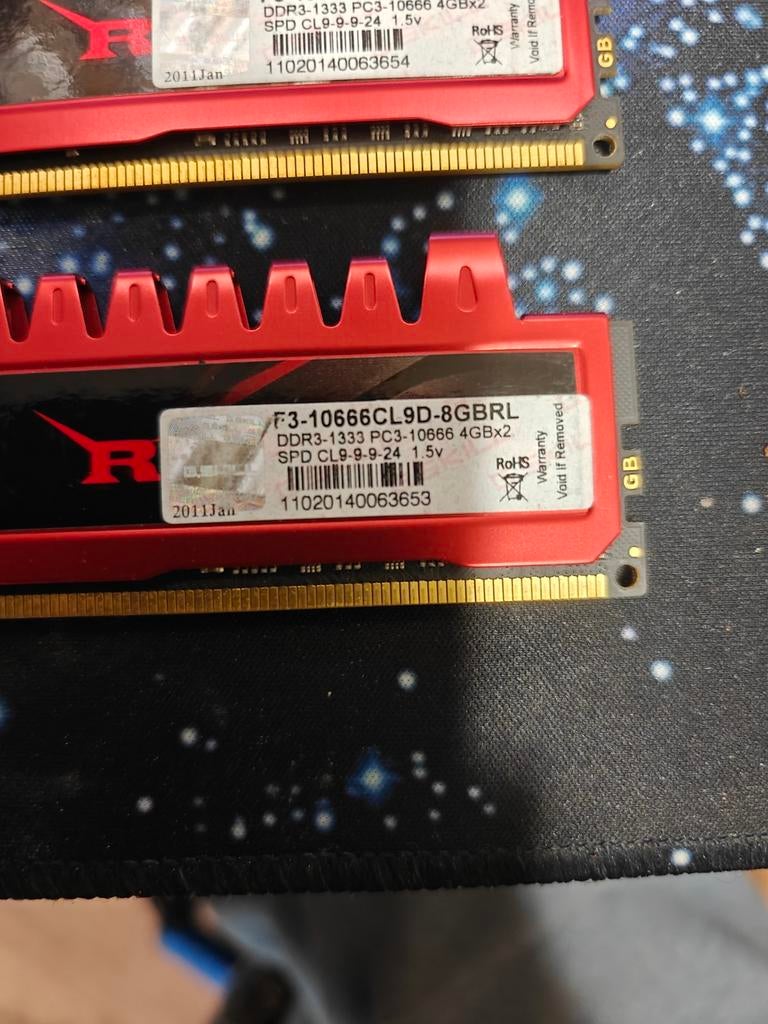 DDR3-1333 PC3-10666 4GBx2
SPD CL9-9-9-24 1.5v
RoHS
Warranty
Void If Remov
2011Jan
11020140063654
GB
R
F3-10666CL9D-8GBRL
DDR3-1333 PC3-10666 4GBx2
SPD CL9-9-9-24 1.5v
RoHS
Warranty
Void If Removed
2011Jan
11020140063653
GB
R